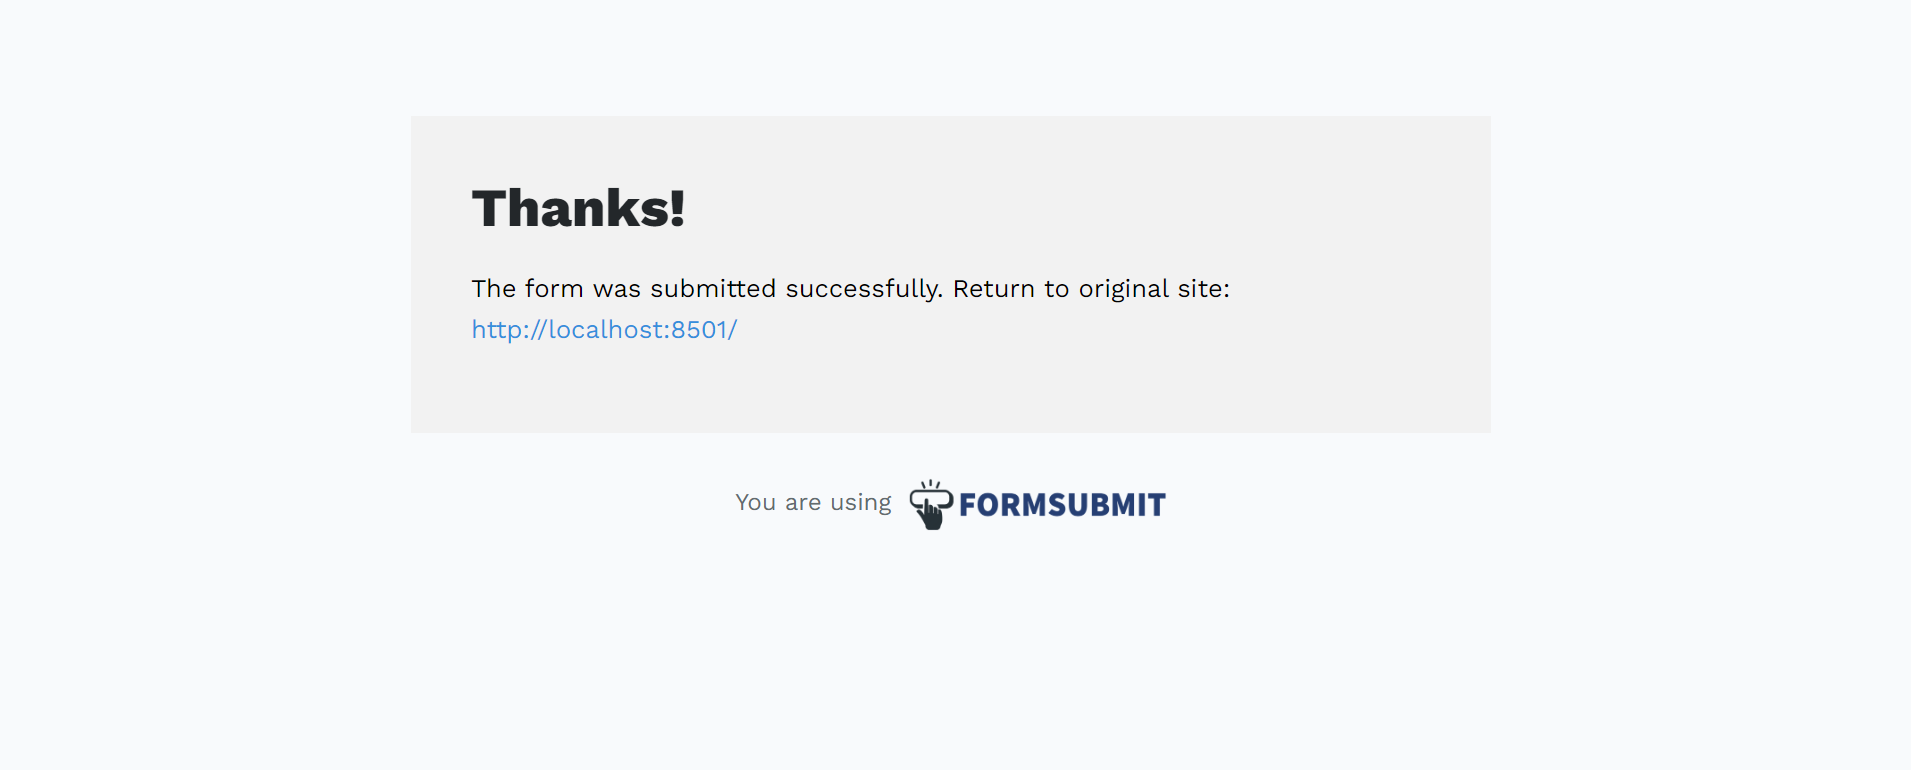 Thanks!
The form was submitted successfully. Return to original site:
http://localhost:8501/
You are using FORMSUBMIT